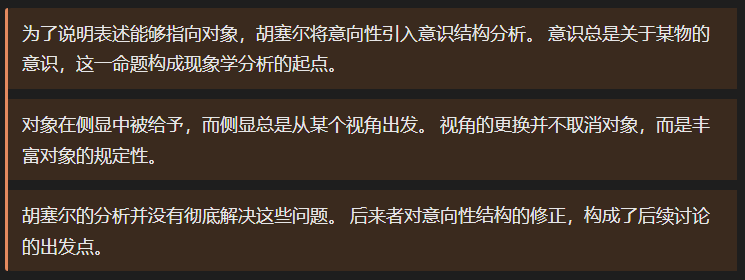 为了说明表述能够指向对象，胡塞尔将意向性引入意识结构分析。 意识总是关于某物的
意识，这一命题构成现象学分析的起点。
对象在侧显中被给予，而侧显总是从某个视角出发。 视角的更换并不取消对象，而是丰
富对象的规定性。
胡塞尔的分析并没有彻底解决这些问题。 后来者对意向性结构的修正，构成了后续讨论
的出发点。